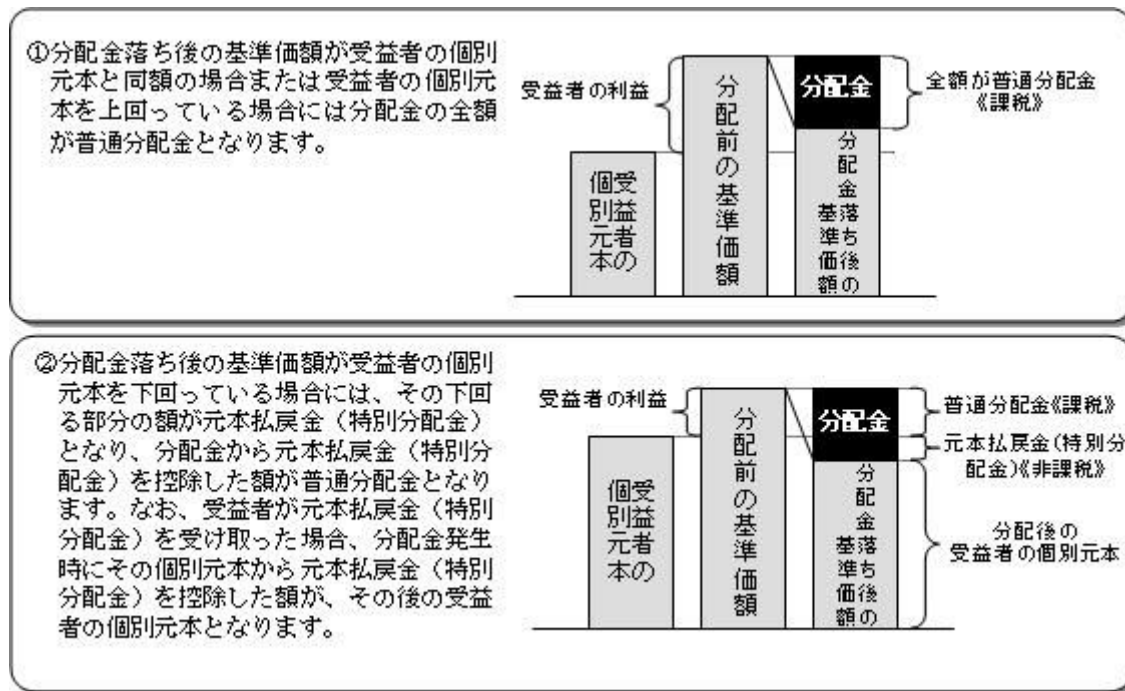 ①分配金落ち後の基準価額が受益者の個別
元本と同額の場合または受益者の個別元
本を上回っている場合には分配金の全額
が普通分配金となります。
受益者の利益
受益者の
個別元本
分配前の基準価額
分配金
分配金落ち後の
基準価額
全額が普通分配金
《課税》
②分配金落ち後の基準価額が受益者の個別
元本を下回っている場合には、その下回
る部分の額が元本払戻金（特別分配金）
となり、分配金から元本払戻金（特別分
配金）を控除した額が普通分配金となり
ます。なお、受益者が元本払戻金（特別
分配金）を受け取った場合、分配金発生
時にその個別元本から元本払戻金（特別
分配金）を控除した額が、その後の受益
者の個別元本となります。
受益者の利益
受益者の
個別元本
分配前の基準価額
分配金
分配金落ち後の
基準価額
普通分配金《課税》
元本払戻金(特別分
配金)《非課税》
分配後の
受益者の個別元本